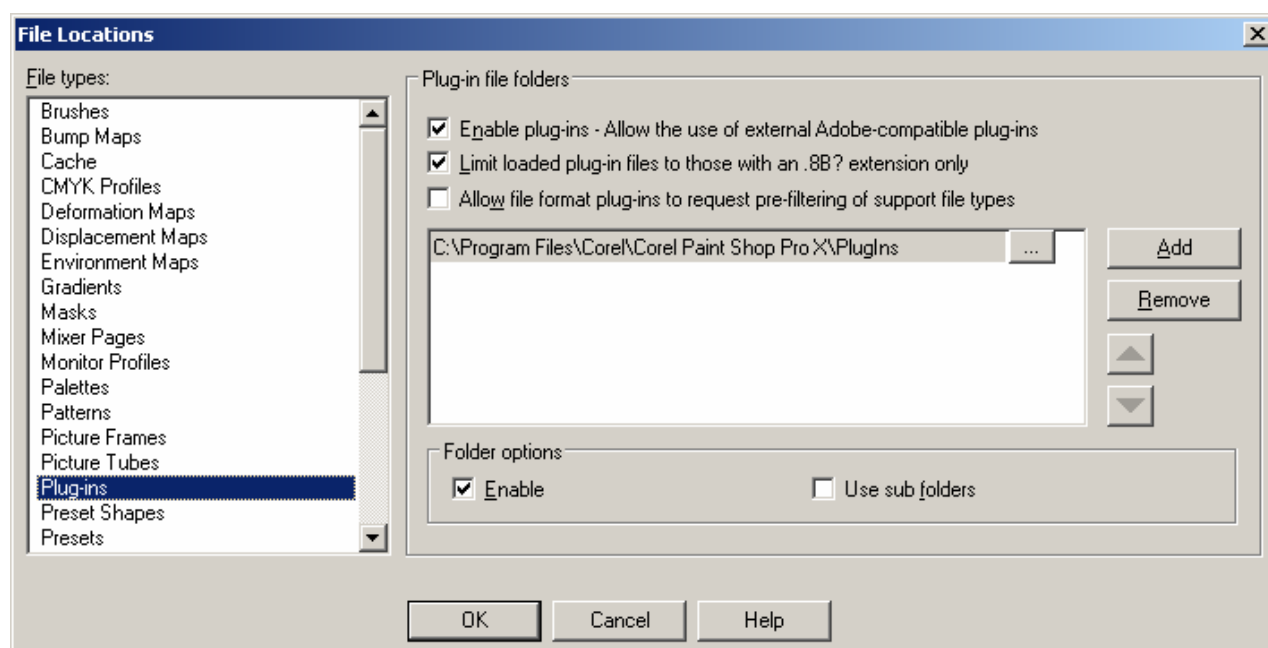 File Locations
File types:
Brushes
Bump Maps
Cache
CMYK Profiles
Deformation Maps
Displacement Maps
Environment Maps
Gradients
Masks
Mixer Pages
Monitor Profiles
Palettes
Patterns
Picture Frames
Picture Tubes
Plug-ins
Preset Shapes
Presets
Plug-in file folders
Enable plug-ins - Allow the use of external Adobe-compatible plug-ins
Limit loaded plug-in files to those with an .8B? extension only
Allow file format plug-ins to request pre-filtering of support file types
C:\Program Files\Corel\Corel Paint Shop Pro X\PlugIns ...
Add
Remove
Folder options
Enable Use sub folders
OK Cancel Help